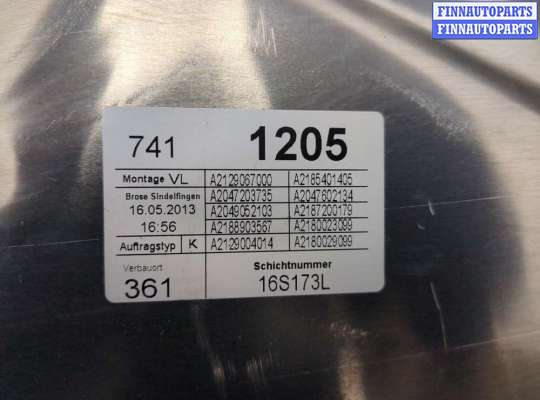 FINNAUTOPARTS
FINNAUTOPARTS
741 1205
Montage VL A2129067000 A2185401405
Brose Sindelfingen A2047203735 A2047602134
16.05.2013 A2049052103 A2187200179
16:56 A2188903567 A2180023099
Auftragstyp K A2129004014 A2180029099
Verbauort Schichtnummer
361 16S173L